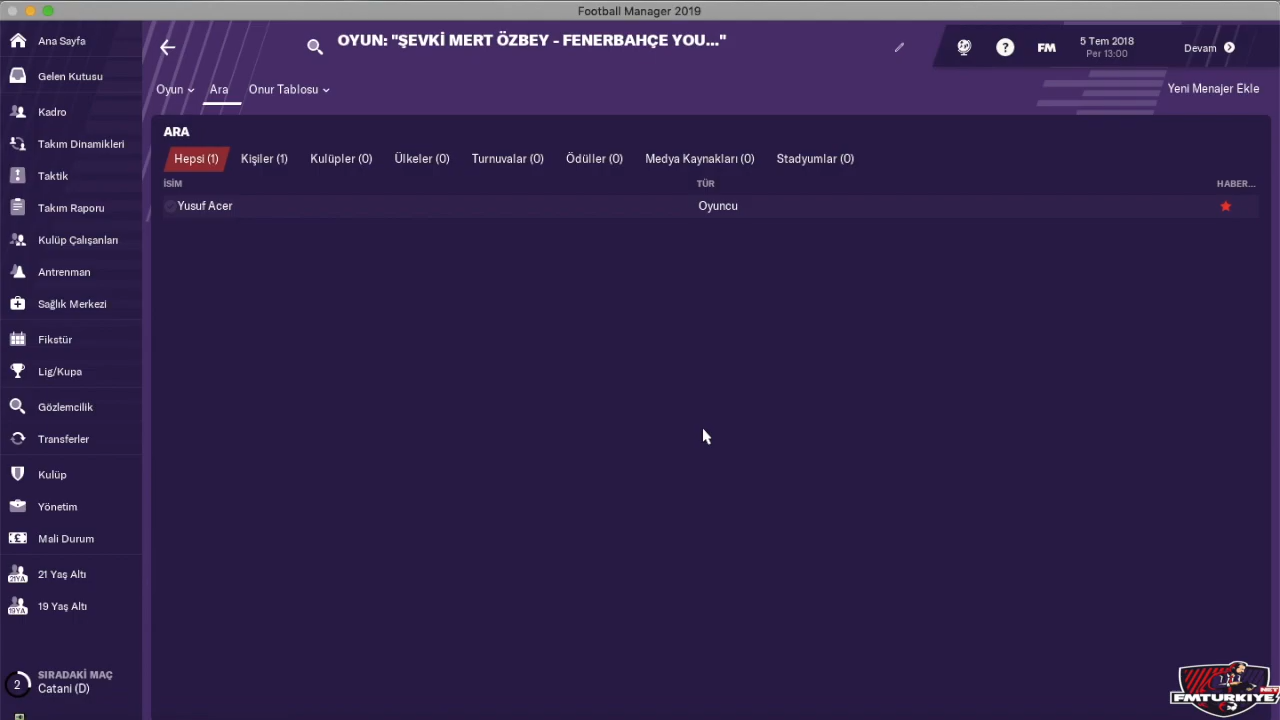 Football Manager 2019
Ana Sayfa
Gelen Kutusu
Kadro
Takım Dinamikleri
Taktik
Takım Raporu
Kulüp Çalışanları
Antrenman
Sağlık Merkezi
Fikstür
Lig/Kupa
Gözlemcilik
Transferler
Kulüp
Yönetim
Mali Durum
21YA 21 Yaş Altı
19YA 19 Yaş Altı
2
SIRADAKİ MAÇ
Catani (D)
OYUN: "ŞEVKİ MERT ÖZBEY - FENERBAHÇE YOU..."
? FM
5 Tem 2018
Per 13:00
Devam
Oyun Ara Onur Tablosu
Yeni Menajer Ekle
ARA
Hepsi (1) Kişiler (1) Kulüpler (0) Ülkeler (0) Turnuvalar (0) Ödüller (0) Medya Kaynakları (0) Stadyumlar (0)
İSİM TÜR HABER...
Yusuf Acer Oyuncu
FMTURKIYE.NET